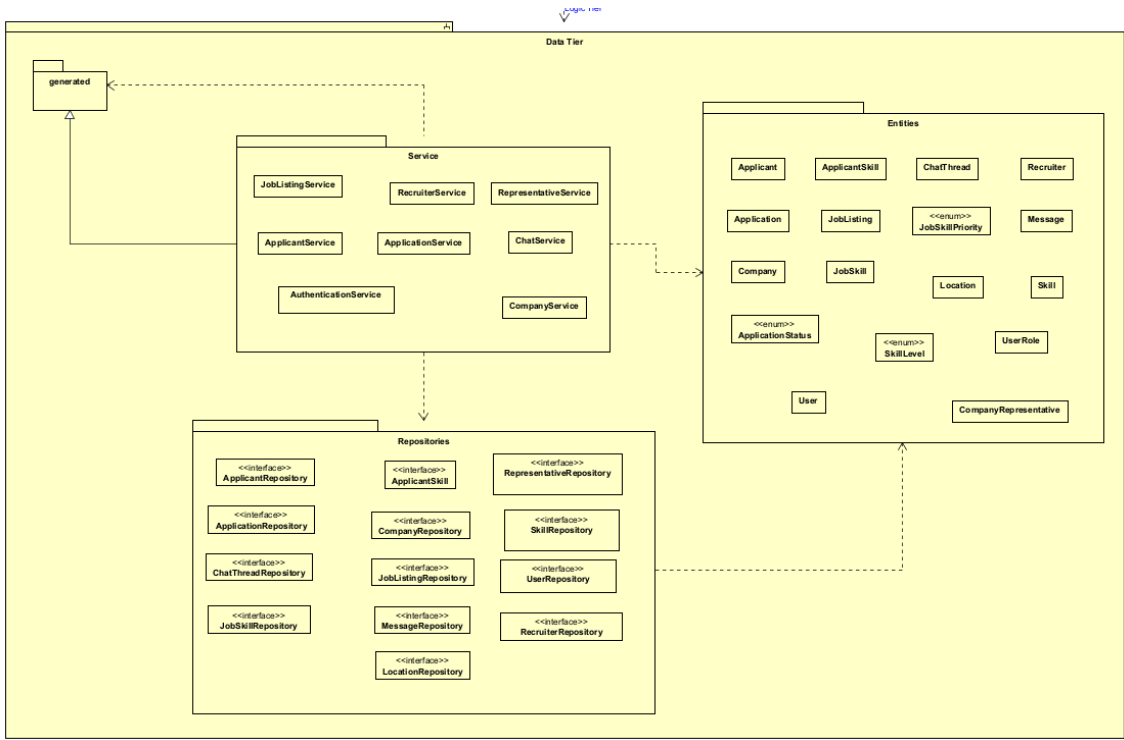 Logic Tier
Data Tier
generated
Service
JobListingService
RecruiterService
RepresentativeService
ApplicantService
ApplicationService
ChatService
AuthenticationService
CompanyService
Entities
Applicant
ApplicantSkill
ChatThread
Recruiter
Application
JobListing
<<enum>>
JobSkillPriority
Message
Company
JobSkill
Location
Skill
<<enum>>
ApplicationStatus
<<enum>>
SkillLevel
UserRole
User
CompanyRepresentative
Repositories
<<interface>>
ApplicantRepository
<<interface>>
ApplicantSkill
<<interface>>
RepresentativeRepository
<<interface>>
ApplicationRepository
<<interface>>
CompanyRepository
<<interface>>
SkillRepository
<<interface>>
ChatThreadRepository
<<interface>>
JobListingRepository
<<interface>>
UserRepository
<<interface>>
JobSkillRepository
<<interface>>
MessageRepository
<<interface>>
RecruiterRepository
<<interface>>
LocationRepository